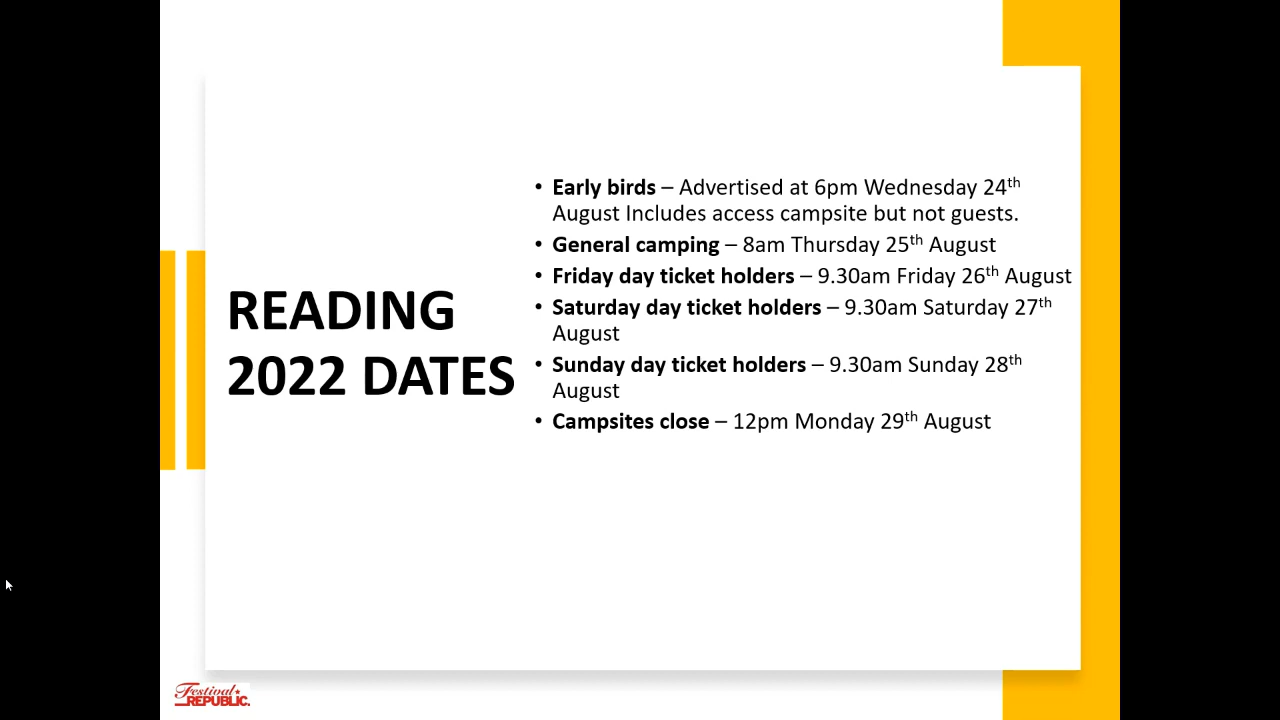 READING
2022 DATES
• Early birds – Advertised at 6pm Wednesday 24th
August Includes access campsite but not guests.
• General camping – 8am Thursday 25th August
• Friday day ticket holders – 9.30am Friday 26th August
• Saturday day ticket holders – 9.30am Saturday 27th
August
• Sunday day ticket holders – 9.30am Sunday 28th
August
• Campsites close – 12pm Monday 29th August
Festival
REPUBLIC.